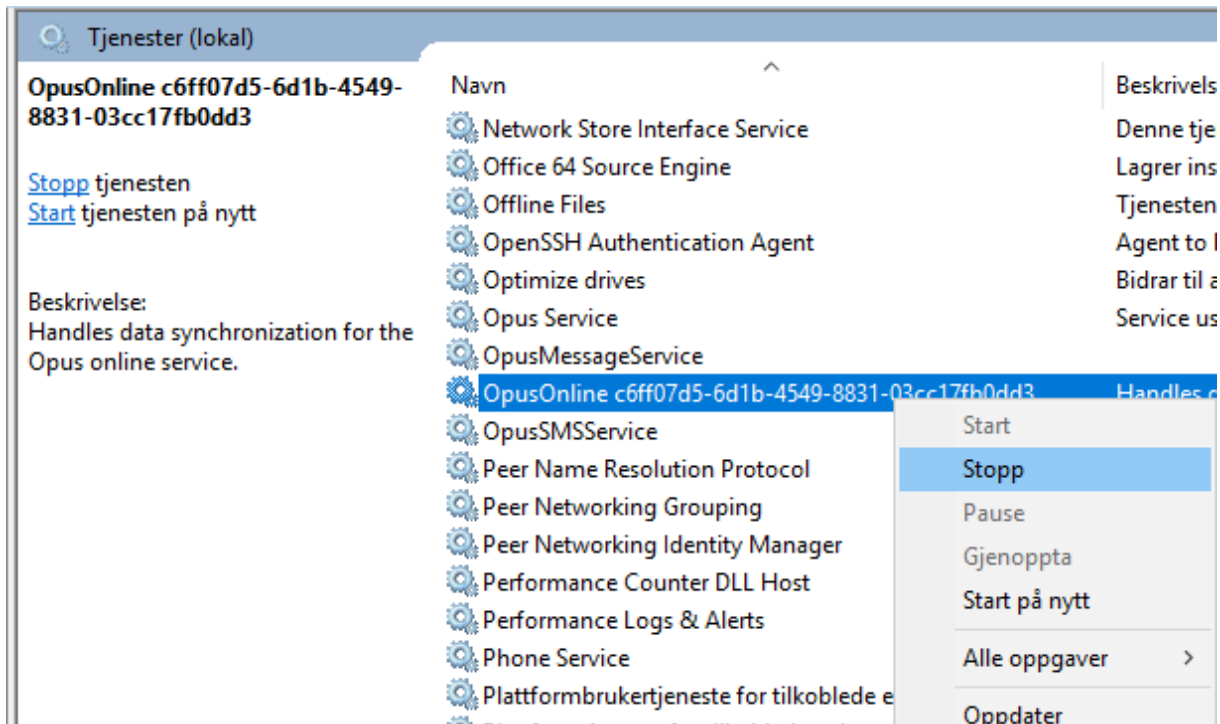 Tjenester (lokal)
OpusOnline c6ff07d5-6d1b-4549-
8831-03cc17fb0dd3
Stopp tjenesten
Start tjenesten på nytt
Beskrivelse:
Handles data synchronization for the
Opus online service.
Navn Beskrivels
Network Store Interface Service Denne tje
Office 64 Source Engine Lagrer ins
Offline Files Tjenesten
OpenSSH Authentication Agent Agent to
Optimize drives Bidrar til a
Opus Service Service us
OpusMessageService
OpusOnline c6ff07d5-6d1b-4549-8831-03cc17fb0dd3 Handles
OpusSMSService
Peer Name Resolution Protocol
Peer Networking Grouping
Peer Networking Identity Manager
Performance Counter DLL Host
Performance Logs & Alerts
Phone Service
Plattformbrukertjeneste for tilkoblede e
Start
Stopp
Pause
Gjenoppta
Start på nytt
Alle oppgaver
Oppdater